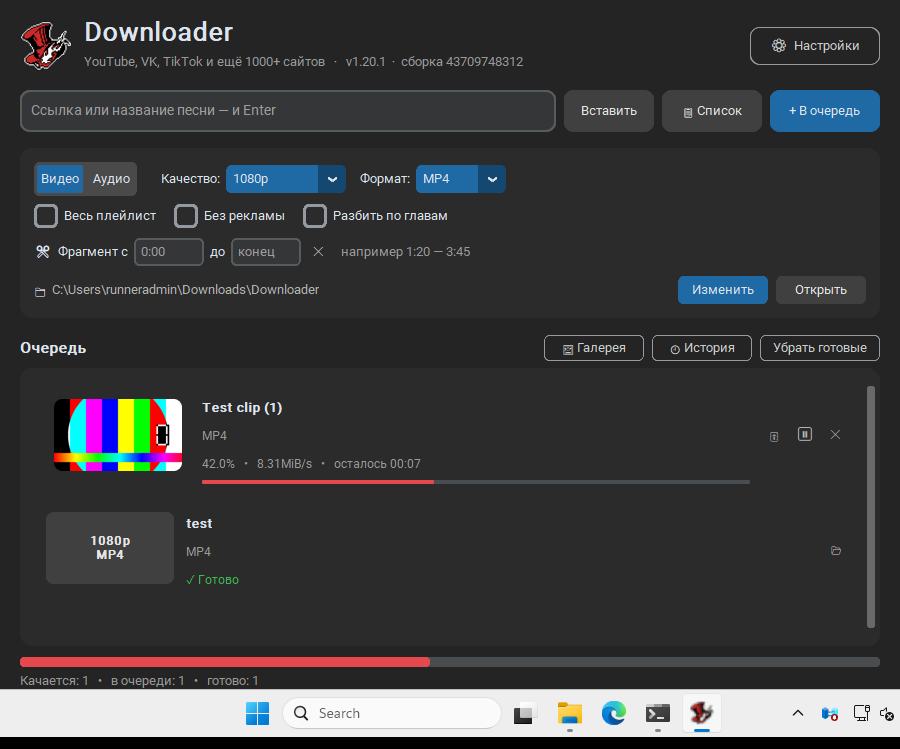 Downloader
YouTube, VK, TikTok и ещё 1000+ сайтов · v1.20.1 · сборка 43709748312
Настройки
Ссылка или название песни — и Enter
Вставить
Список
+ В очередь
Видео Аудио Качество: 1080p Формат: MP4
Весь плейлист Без рекламы Разбить по главам
Фрагмент с 0:00 до конец например 1:20 — 3:45
C:\Users\runneradmin\Downloads\Downloader
Изменить
Открыть
Очередь
Галерея
История
Убрать готовые
Test clip (1)
MP4
42.0% • 8.31MiB/s • осталось 00:07
1080p
MP4
test
MP4
✓ Готово
Качается: 1 • в очереди: 1 • готово: 1
Search